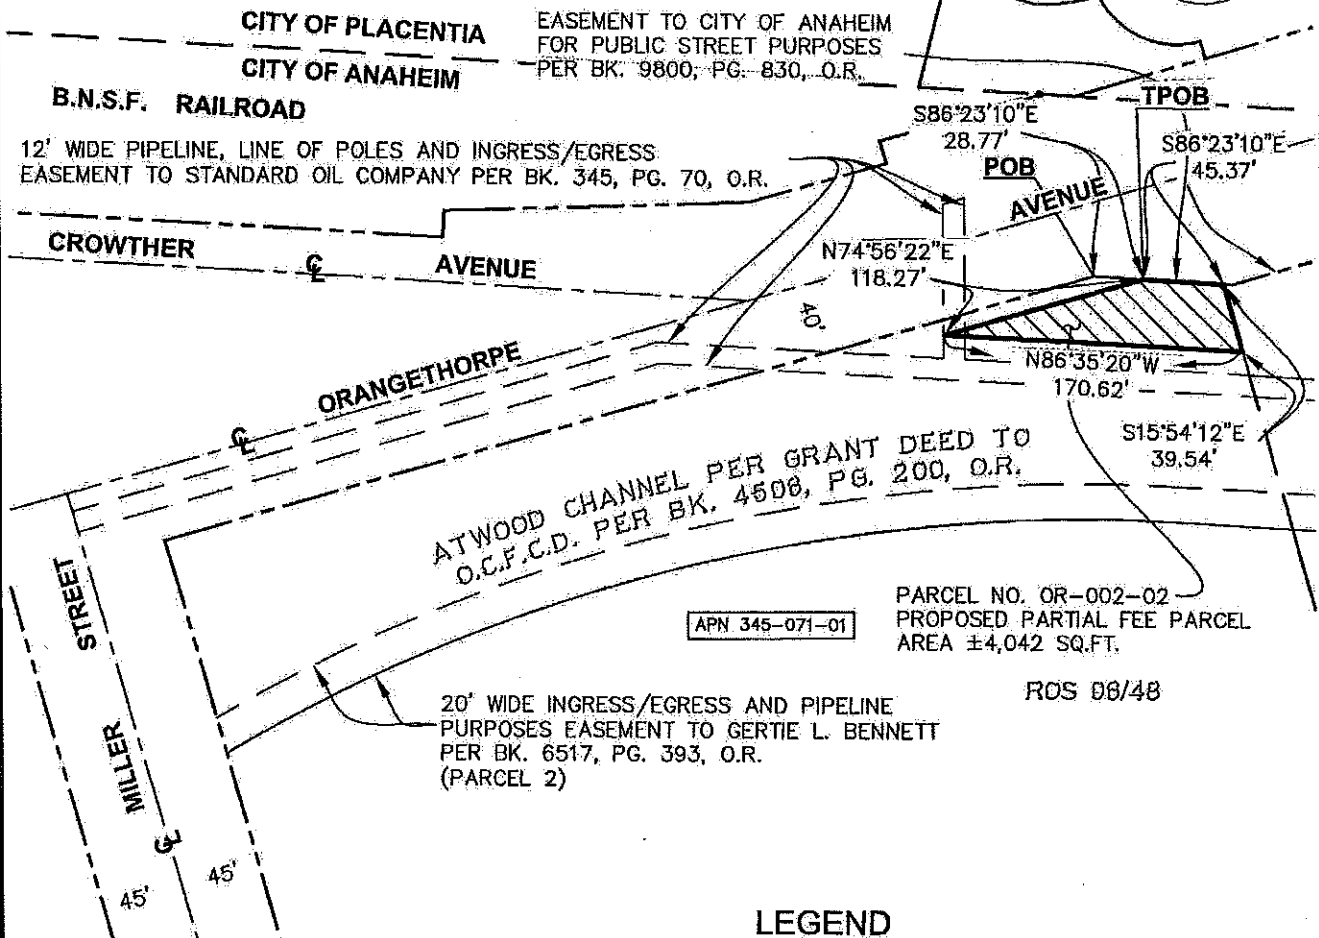 CITY OF PLACENTIA
CITY OF ANAHEIM
EASEMENT TO CITY OF ANAHEIM
FOR PUBLIC STREET PURPOSES
PER BK. 9800, PG. 830, O.R.
B.N.S.F. RAILROAD
12' WIDE PIPELINE, LINE OF POLES AND INGRESS/EGRESS
EASEMENT TO STANDARD OIL COMPANY PER BK. 345, PG. 70, O.R.
TPOB
S86°23'10"E
28.77'
S86°23'10"E
45.37'
POB
AVENUE
CROWTHER
℄
AVENUE
N74°56'22"E
118.27'
40'
ORANGETHORPE
℄
N86°35'20"W
170.62'
S15°54'12"E
39.54'
ATWOOD CHANNEL PER GRANT DEED TO
O.C.F.C.D. PER BK. 4506, PG. 200, O.R.
STREET
MILLER
℄
45'
45'
APN 345-071-01
PARCEL NO. OR-002-02
PROPOSED PARTIAL FEE PARCEL
AREA ±4,042 SQ.FT.
ROS 06/48
20' WIDE INGRESS/EGRESS AND PIPELINE
PURPOSES EASEMENT TO GERTIE L. BENNETT
PER BK. 6517, PG. 393, O.R.
(PARCEL 2)
LEGEND